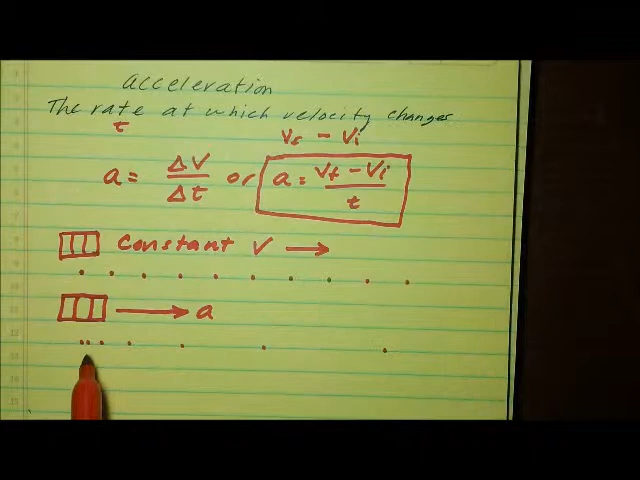 acceleration
The rate at which velocity changes
t
Vf - Vi
a = ΔV/Δt or a = Vf - Vi/t
constant V →
→ a